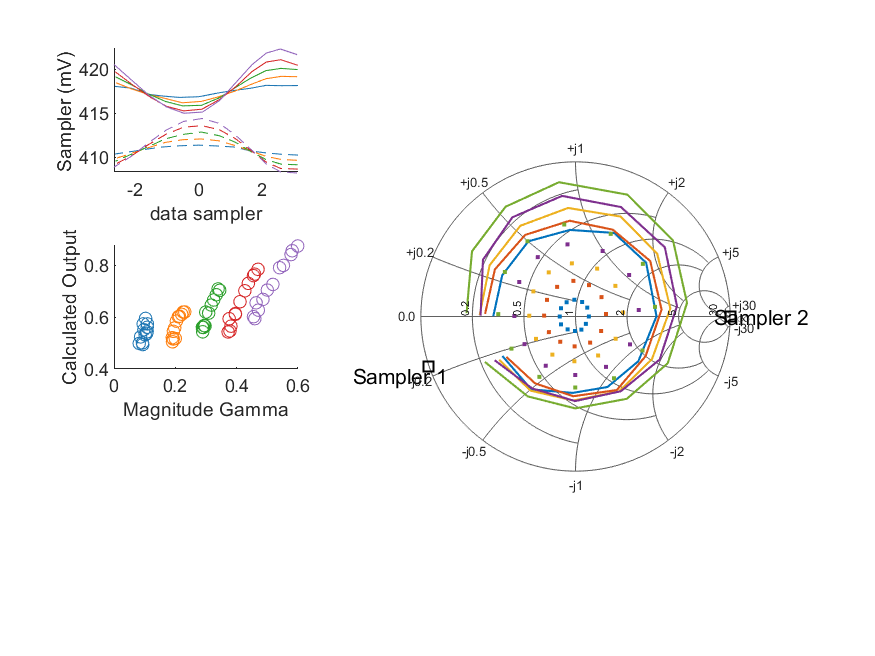 Sampler (mV)
420
415
410
-2
0
2
data sampler
Calculated Output
0.8
0.6
0.4
0
0.2
0.4
0.6
Magnitude Gamma
+j1
+j0.5
+j2
+j0.2
+j5
0.0
0.2
0.5
1
2
5
30
+j30
-j30
Sampler 2
Sampler 1
-j0.2
-j5
-j0.5
-j2
-j1